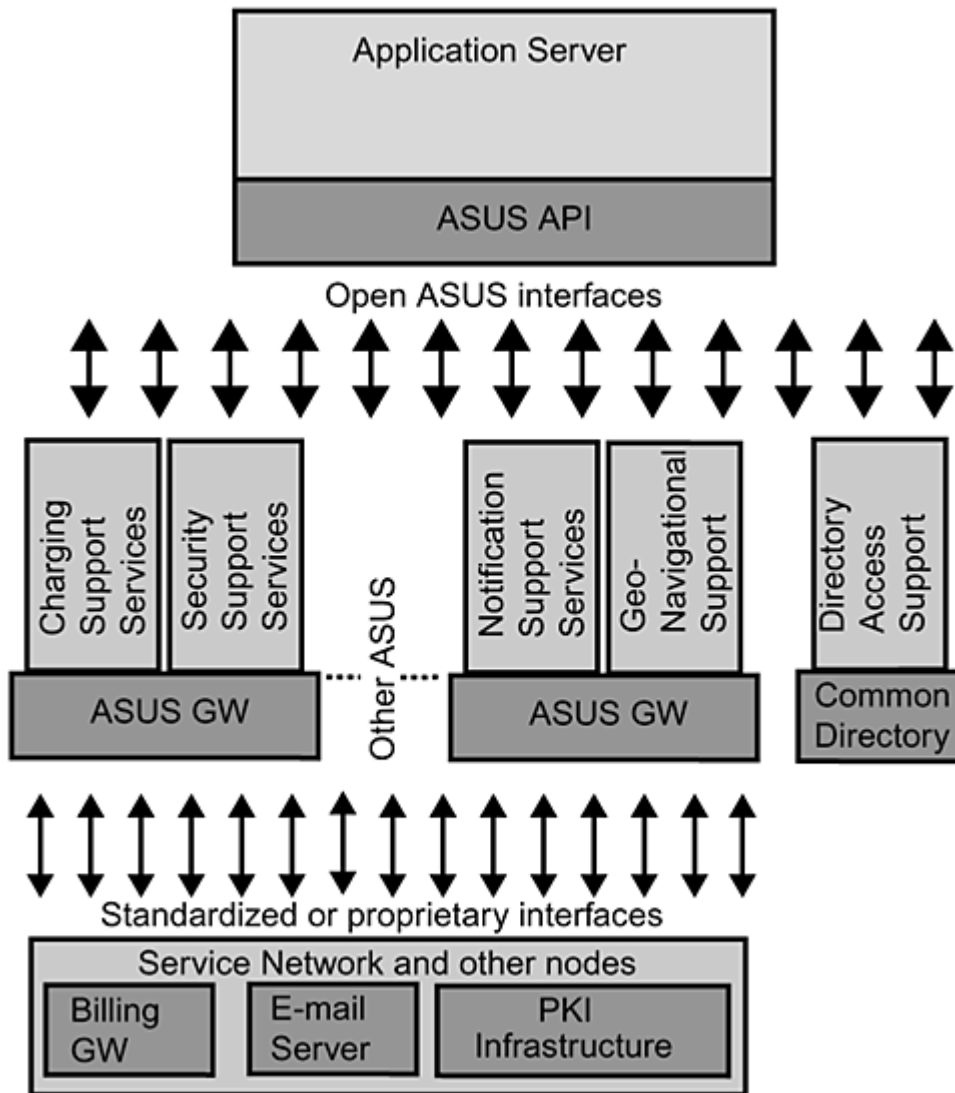 Application Server
ASUS API
Open ASUS interfaces
Charging
Support
Services
Security
Support
Services
Other ASUS
Notification
Support
Services
Geo-
Navigational
Support
Directory
Access
Support
ASUS GW
ASUS GW
Common
Directory
Standardized or proprietary interfaces
Service Network and other nodes
Billing
GW
E-mail
Server
PKI
Infrastructure